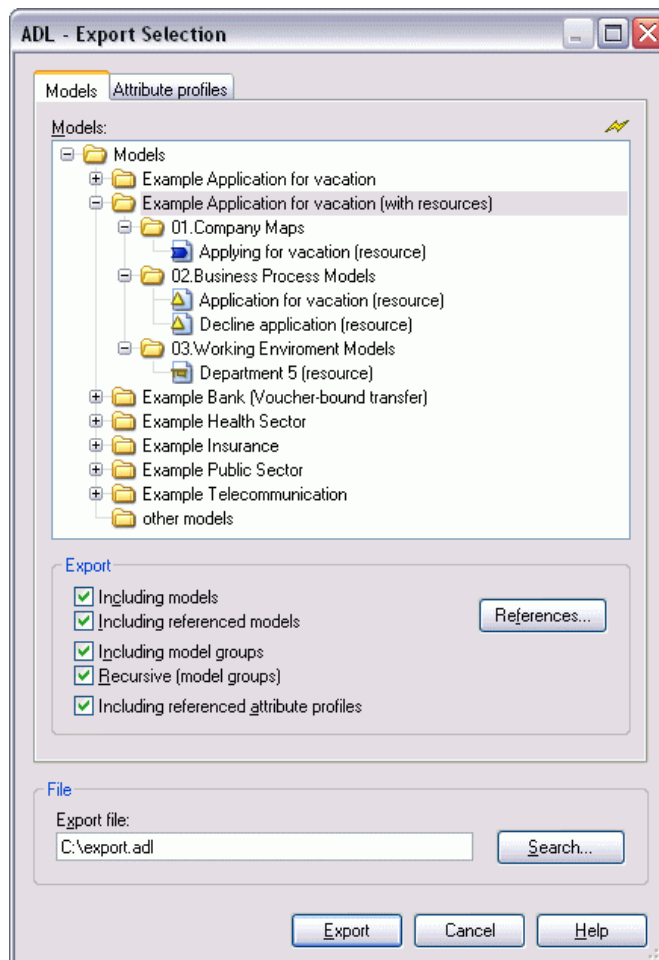 ADL - Export Selection
Models
Attribute profiles
Models:
Models
Example Application for vacation
Example Application for vacation (with resources)
01.Company Maps
Applying for vacation (resource)
02.Business Process Models
Application for vacation (resource)
Decline application (resource)
03.Working Enviroment Models
Department 5 (resource)
Example Bank (Voucher-bound transfer)
Example Health Sector
Example Insurance
Example Public Sector
Example Telecommunication
other models
Export
Including models
Including referenced models
References...
Including model groups
Recursive (model groups)
Including referenced attribute profiles
File
Export file:
C:\export.adl
Search...
Export
Cancel
Help